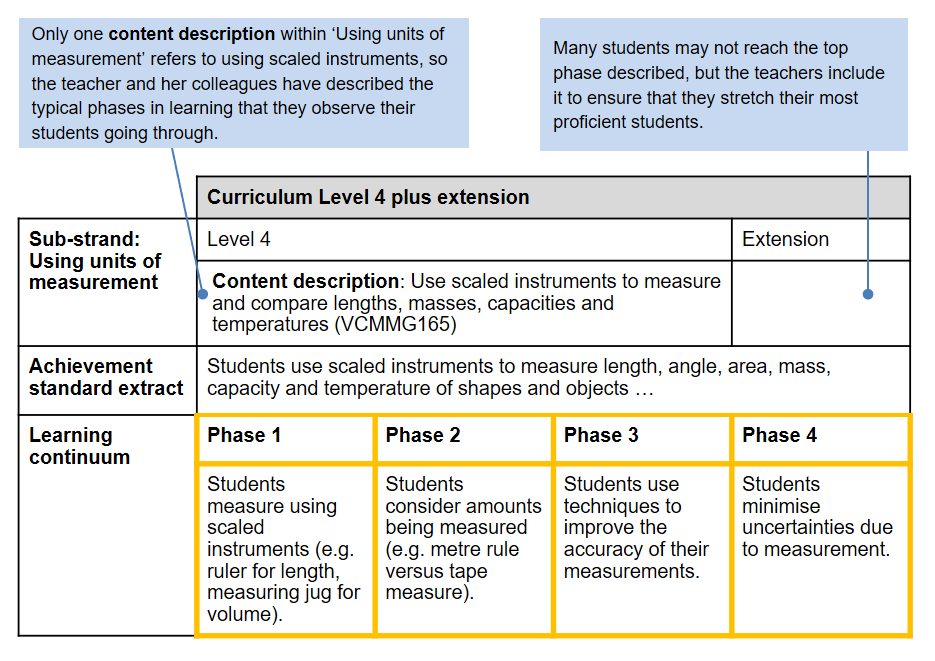 Only one content description within ‘Using units of
measurement’ refers to using scaled instruments, so
the teacher and her colleagues have described the
typical phases in learning that they observe their
students going through.
Many students may not reach the top
phase described, but the teachers include
it to ensure that they stretch their most
proficient students.
Curriculum Level 4 plus extension
Sub-strand:
Using units of
measurement
Level 4
Extension
Content description: Use scaled instruments to measure
and compare lengths, masses, capacities and
temperatures (VCMMG165)
Achievement
standard extract
Students use scaled instruments to measure length, angle, area, mass,
capacity and temperature of shapes and objects …
Learning
continuum
Phase 1
Phase 2
Phase 3
Phase 4
Students
measure using
scaled
instruments (e.g.
ruler for length,
measuring jug for
volume).
Students
consider amounts
being measured
(e.g. metre rule
versus tape
measure).
Students use
techniques to
improve the
accuracy of their
measurements.
Students
minimise
uncertainties due
to measurement.